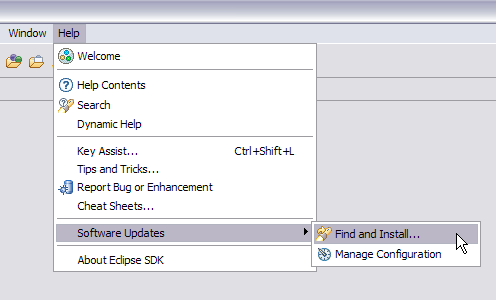 Window Help
Welcome
Help Contents
Search
Dynamic Help
Key Assist... Ctrl+Shift+L
Tips and Tricks...
Report Bug or Enhancement
Cheat Sheets...
Software Updates
Find and Install...
Manage Configuration
About Eclipse SDK